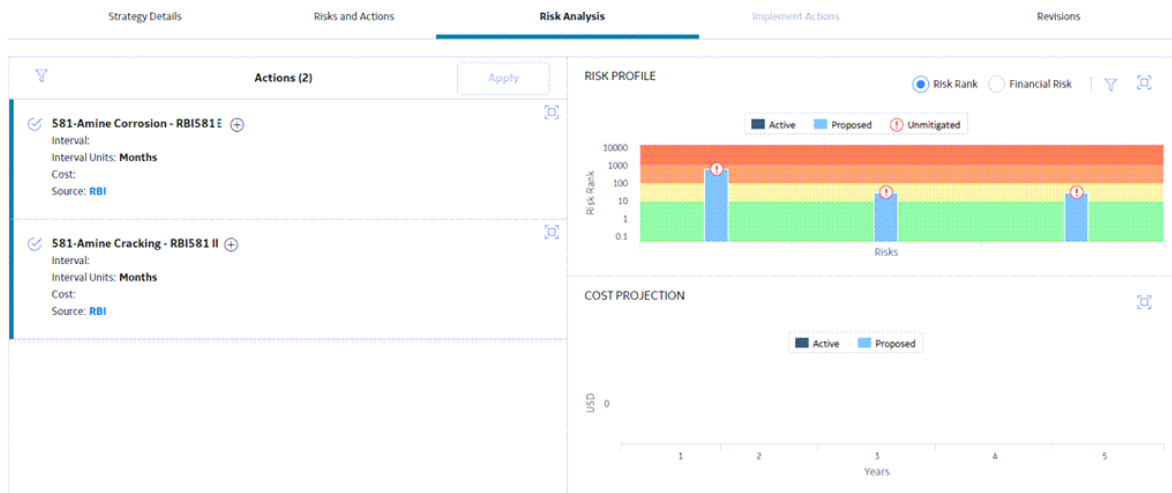 Strategy Details
Risks and Actions
Risk Analysis
Implement Actions
Revisions
Actions (2)
Apply
581-Amine Corrosion - RBI581 E
Interval:
Interval Units: Months
Cost:
Source: RBI
581-Amine Cracking - RBI581 II
Interval:
Interval Units: Months
Cost:
Source: RBI
RISK PROFILE
Risk Rank
Financial Risk
Active
Proposed
Unmitigated
Risk Rank
10000
1000
100
10
1
0.1
Risks
COST PROJECTION
Active
Proposed
USD
0
1
2
3
4
5
Years